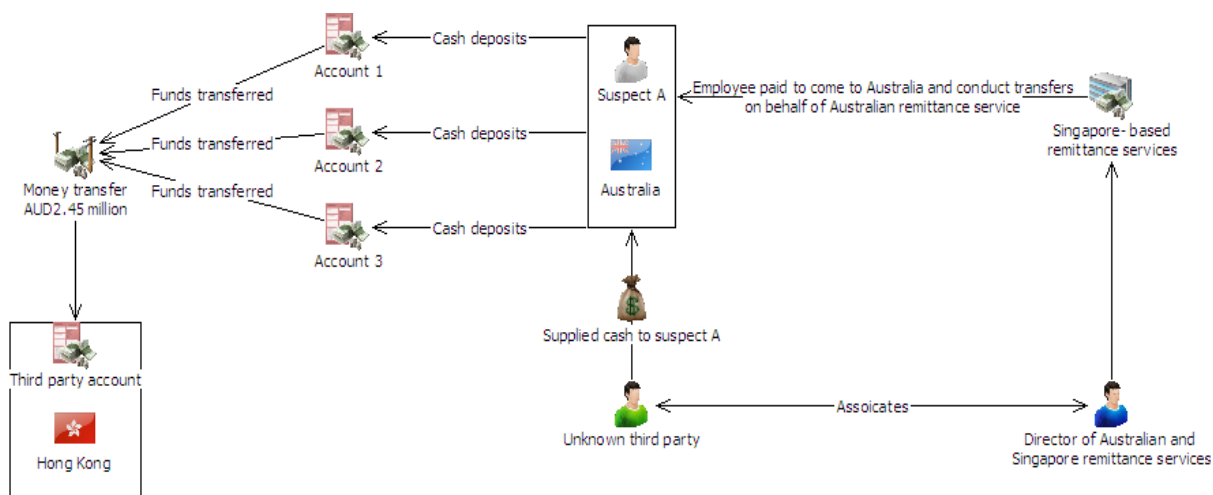 Cash deposits
Account 1
Suspect A
Employee paid to come to Australia and conduct transfers
on behalf of Australian remittance service
Singapore- based
remittance services
Funds transferred
Cash deposits
Account 2
Funds transferred
Australia
Money transfer
AUD2.45 million
Funds transferred
Cash deposits
Account 3
Supplied cash to suspect A
Third party account
Hong Kong
Unknown third party
Assoicates
Director of Australian and
Singapore remittance services